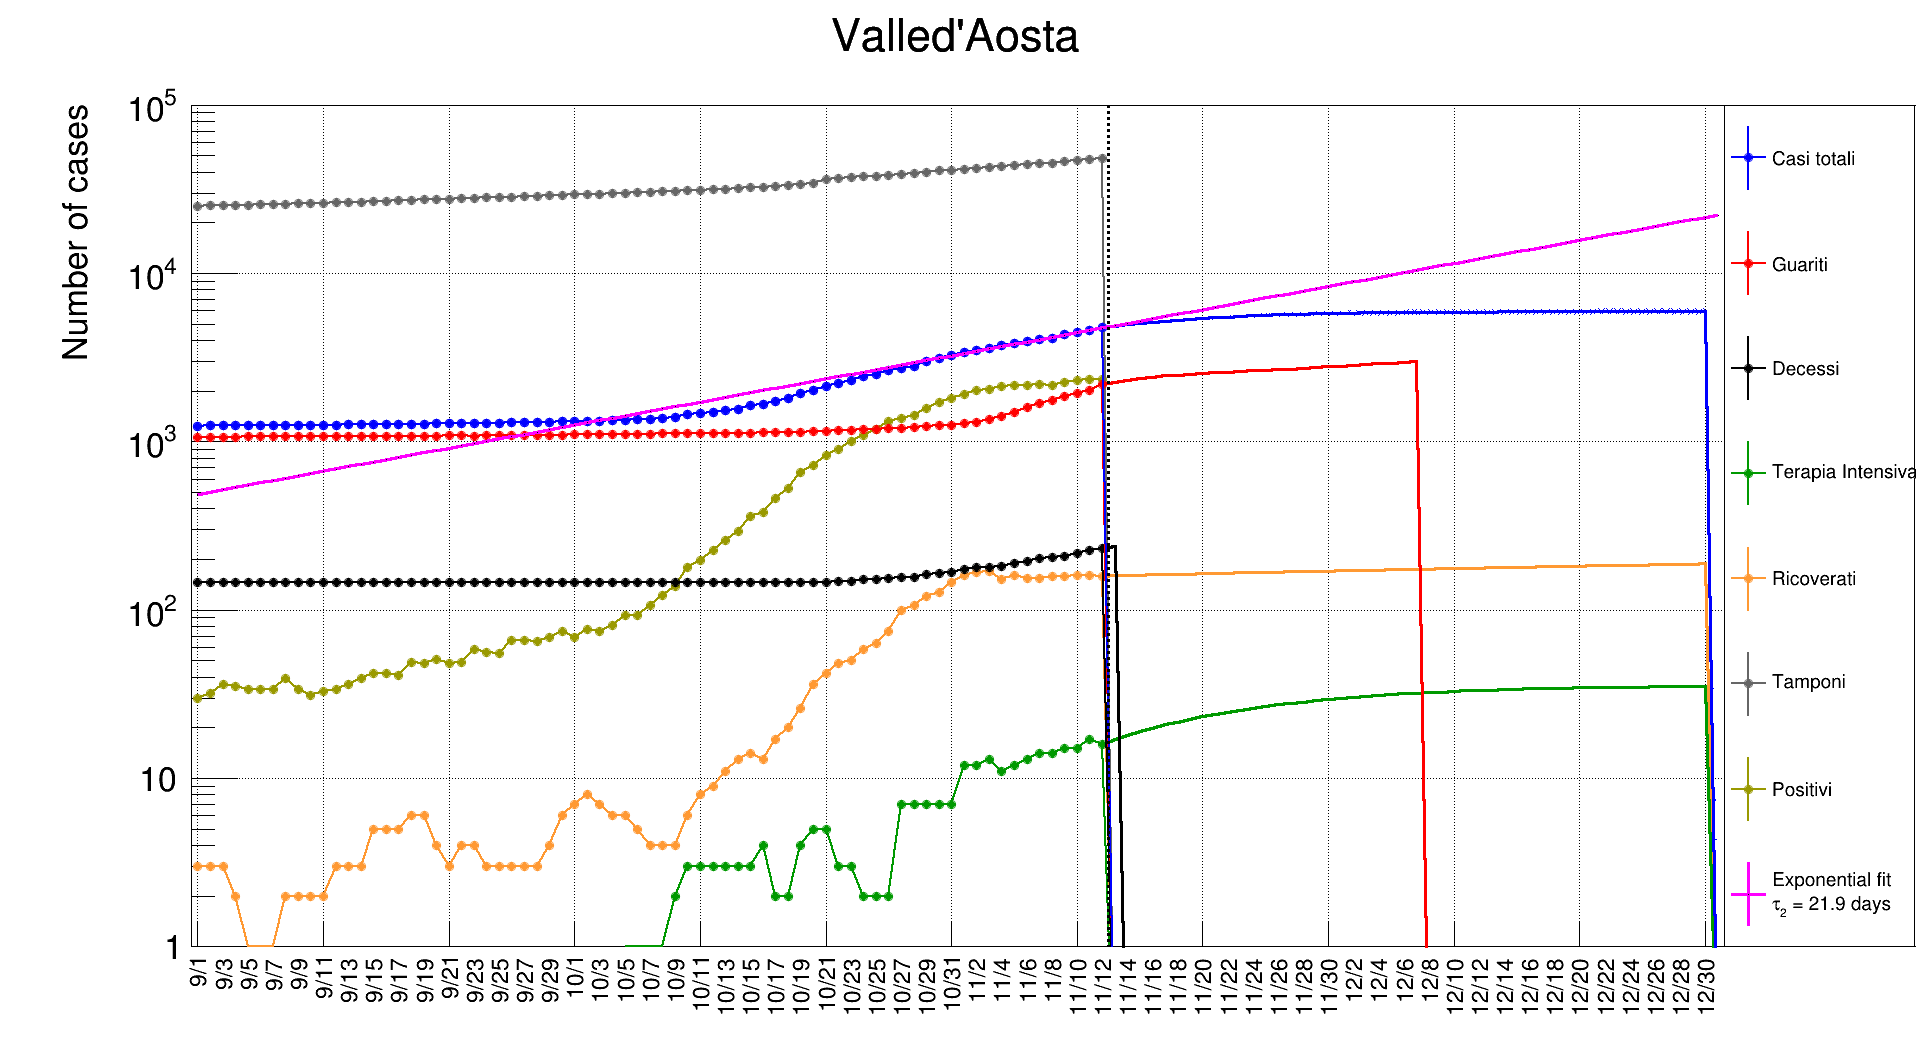 Valled'Aosta
Number of cases
10^5
10^4
10^3
10^2
10
1
9/1 9/3 9/5 9/7 9/9 9/11 9/13 9/15 9/17 9/19 9/21 9/23 9/25 9/27 9/29 10/1 10/3 10/5 10/7 10/9 10/11 10/13 10/15 10/17 10/19 10/21 10/23 10/25 10/27 10/29 10/31 11/2 11/4 11/6 11/8 11/10 11/12 11/14 11/16 11/18 11/20 11/22 11/24 11/26 11/28 11/30 12/2 12/4 12/6 12/8 12/10 12/12 12/14 12/16 12/18 12/20 12/22 12/24 12/26 12/28 12/30
Casi totali
Guariti
Decessi
Terapia Intensiva
Ricoverati
Tamponi
Positivi
Exponential fit
τ_2 = 21.9 days